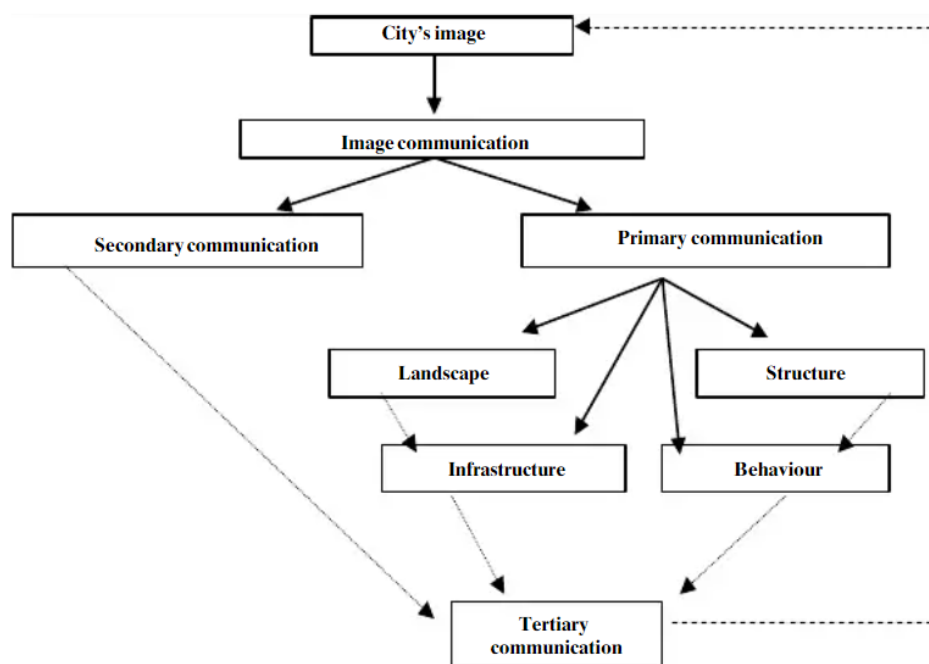 City’s image
Image communication
Secondary communication
Primary communication
Landscape
Structure
Infrastructure
Behaviour
Tertiary
communication